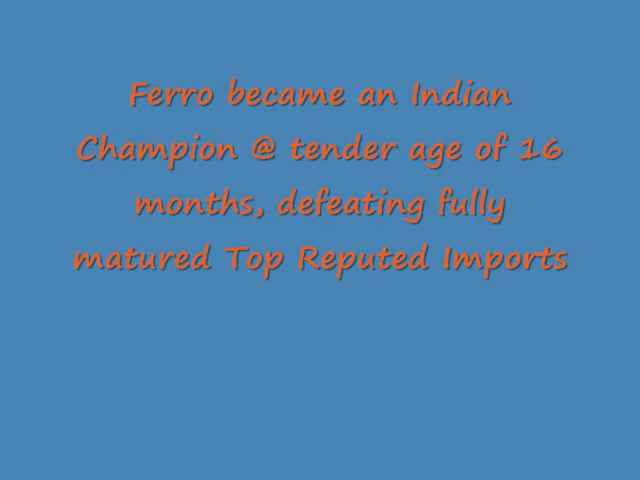 Ferro became an Indian
Champion @ tender age of 16
months, defeating fully
matured Top Reputed Imports